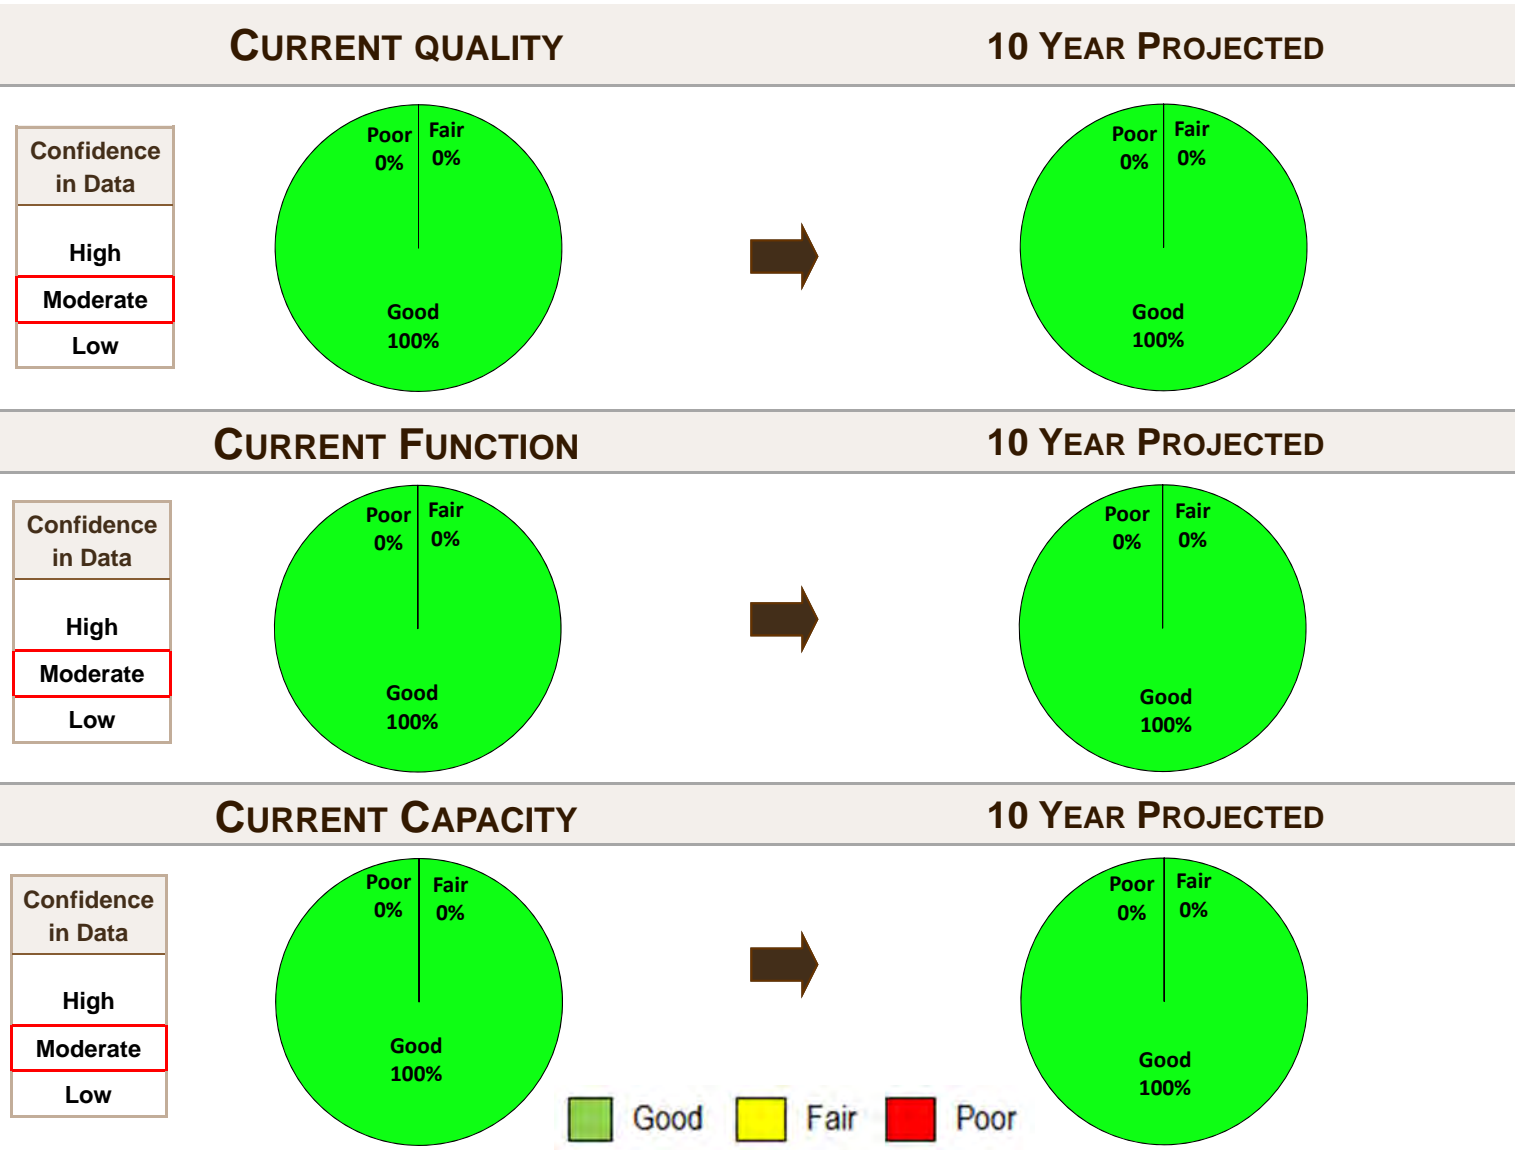 CURRENT QUALITY
10 YEAR PROJECTED
Confidence
in Data
High
Moderate
Low
Poor
0%
Fair
0%
Good
100%
Poor
0%
Fair
0%
Good
100%
CURRENT FUNCTION
10 YEAR PROJECTED
Confidence
in Data
High
Moderate
Low
Poor
0%
Fair
0%
Good
100%
Poor
0%
Fair
0%
Good
100%
CURRENT CAPACITY
10 YEAR PROJECTED
Confidence
in Data
High
Moderate
Low
Poor
0%
Fair
0%
Good
100%
Poor
0%
Fair
0%
Good
100%
Good Fair Poor